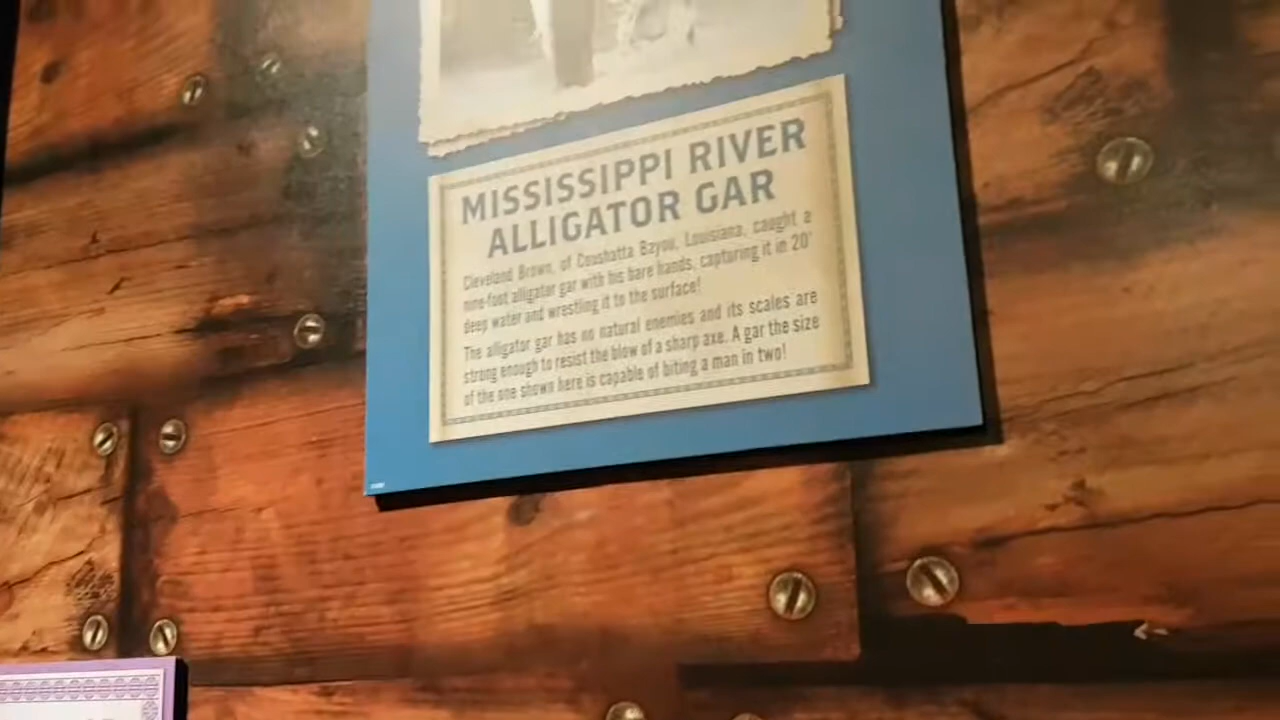 MISSISSIPPI RIVER
ALLIGATOR GAR
Cleveland Brown, of Coushatta Bayou, Louisiana, caught a
nine-foot alligator gar with his bare hands, capturing it in 20'
deep water and wrestling it to the surface!
The alligator gar has no natural enemies and its scales are
strong enough to resist the blow of a sharp axe. A gar the size
of the one shown here is capable of biting a man in two!